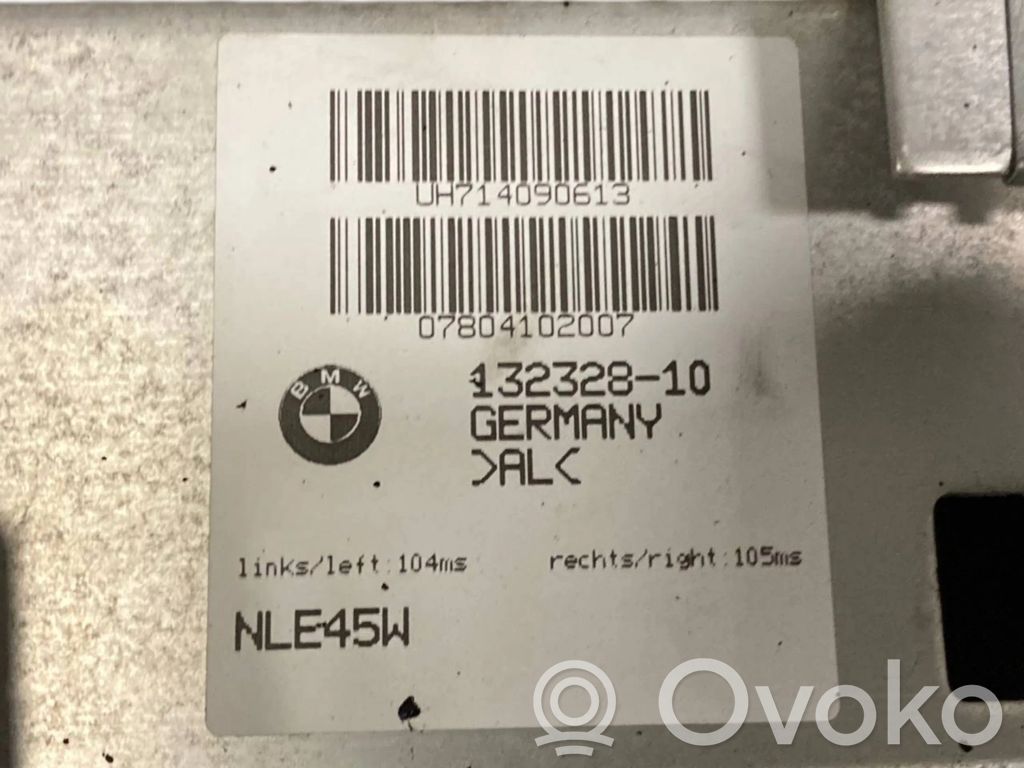 UH714090613
07804102007
BMW
132328-10
GERMANY
>AL<
links/left:104ms rechts/right:105ms
NLE45W
Ovoko